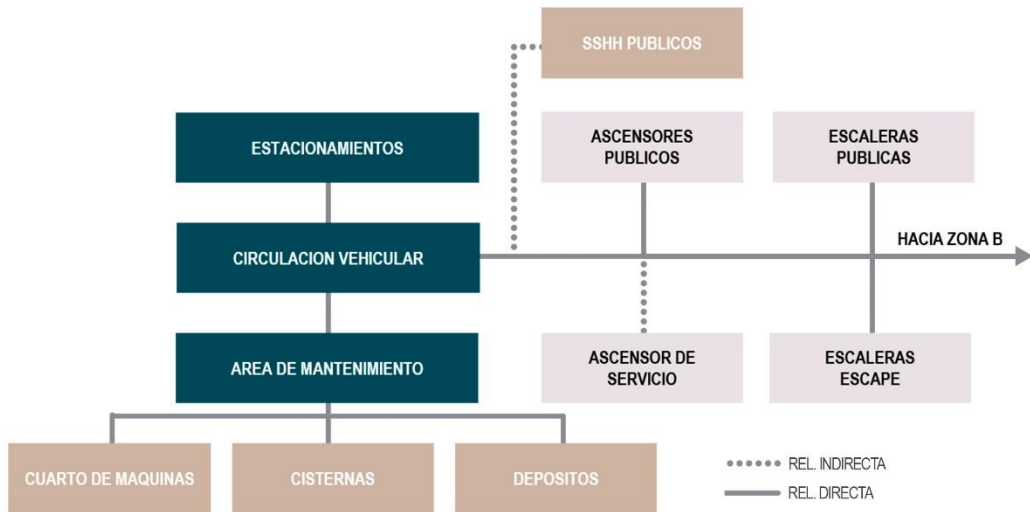 SSHH PUBLICOS
ESTACIONAMIENTOS
ASCENSORES
PUBLICOS
ESCALERAS
PUBLICAS
CIRCULACION VEHICULAR
HACIA ZONA B
AREA DE MANTENIMIENTO
ASCENSOR DE
SERVICIO
ESCALERAS
ESCAPE
CUARTO DE MAQUINAS
CISTERNAS
DEPOSITOS
REL. INDIRECTA
REL. DIRECTA